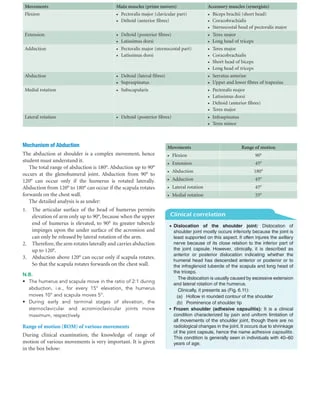 Movements Main muscles (prime movers) Accessory muscles (synergists)
• Flexion • Pectoralis major (clavicular part) • Biceps brachii (short head)
• Deltoid (anterior fibres) • Coracobrachialis
• Sternocostal head of pectoralis major
• Extension • Deltoid (posterior fibres) • Teres major
• Latissimus dorsi • Long head of triceps
• Adduction • Pectoralis major (sternocostal part) • Teres major
• Latissimus dorsi • Coracobrachialis
• Short head of biceps
• Long head of triceps
• Abduction • Deltoid (lateral fibres) • Serratus anterior
• Supraspinatus • Upper and lower fibres of trapezius
• Medial rotation • Subscapularis • Pectoralis major
• Latissimus dorsi
• Deltoid (anterior fibres)
• Teres major
• Lateral rotation • Deltoid (posterior fibres) • Infraspinatus
• Teres minor
Mechanism of Abduction
The abduction at shoulder is a complex movement, hence
student must understand it.
The total range of abduction is 180°. Abduction up to 90°
occurs at the glenohumeral joint. Abduction from 90° to
120° can occur only if the humerus is rotated laterally.
Abduction from 120° to 180° can occur if the scapula rotates
forwards on the chest wall.
The detailed analysis is as under:
1. The articular surface of the head of humerus permits
elevation of arm only up to 90°, because when the upper
end of humerus is elevated, to 90° its greater tubercle
impinges upon the under surface of the acromion and
can only be released by lateral rotation of the arm.
2. Therefore, the arm rotates laterally and carries abduction
up to 120°.
3. Abduction above 120° can occur only if scapula rotates.
So that the scapula rotates forwards on the chest wall.
N.B.
• The humerus and scapula move in the ratio of 2:1 during
abduction, i.e., for every 15° elevation, the humerus
moves 10° and scapula moves 5°.
• During early and terminal stages of elevation, the
sternoclavicular and acromioclavicular joints move
maximum, respectively.
Range of motion (ROM) of various movements
During clinical examination, the knowledge of range of
motion of various movements is very important. It is given
in the box below:
Movements Range of motion
• Flexion 90°
• Extension 45°
• Abduction 180°
• Adduction 45°
• Lateral rotation 45°
• Medial rotation 55°
Clinical correlation
• Dislocation of the shoulder joint: Dislocation of
shoulder joint mostly occurs inferiorly because the joint is
least supported on this aspect. It often injures the axillary
nerve because of its close relation to the inferior part of
the joint capsule. However, clinically, it is described as
anterior or posterior dislocation indicating whether the
humeral head has descended anterior or posterior to
the infraglenoid tubercle of the scapula and long head of
the triceps.
The dislocation is usually caused by excessive extension
and lateral rotation of the humerus.
Clinically, it presents as (Fig. 6.11):
(a) Hollow in rounded contour of the shoulder
(b) Prominence of shoulder tip
• Frozen shoulder (adhesive capsulitis): It is a clinical
condition characterized by pain and uniform limitation of
all movements of the shoulder joint, though there are no
radiological changes in the joint. It occurs due to shrinkage
of the joint capsule, hence the name adhesive capsulitis.
This condition is generally seen in individuals with 40–60
years of age.